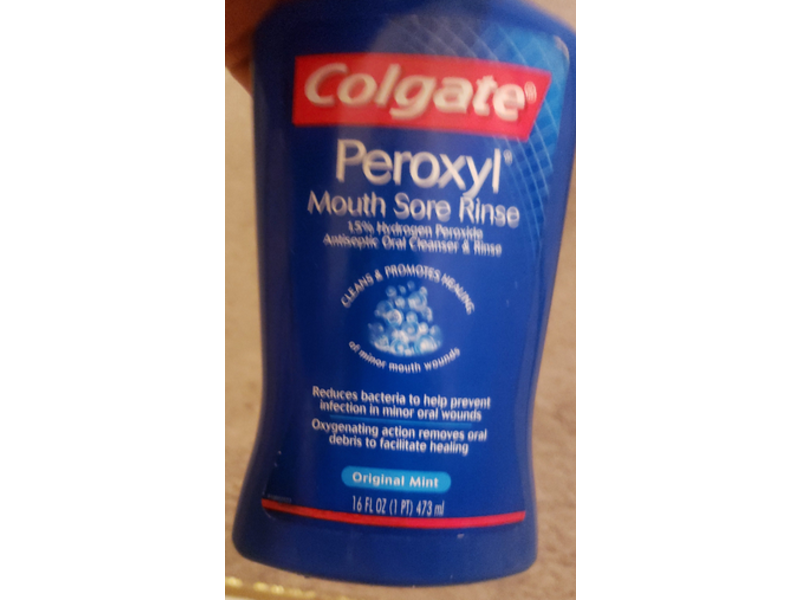 Colgate®
Peroxyl®
Mouth Sore Rinse
1.5% Hydrogen Peroxide
Antiseptic Oral Cleanser & Rinse
CLEANS & PROMOTES HEALING
of minor mouth wounds
Reduces bacteria to help prevent
infection in minor oral wounds
Oxygenating action removes oral
debris to facilitate healing
Original Mint
16 FL OZ (1 PT) 473 ml